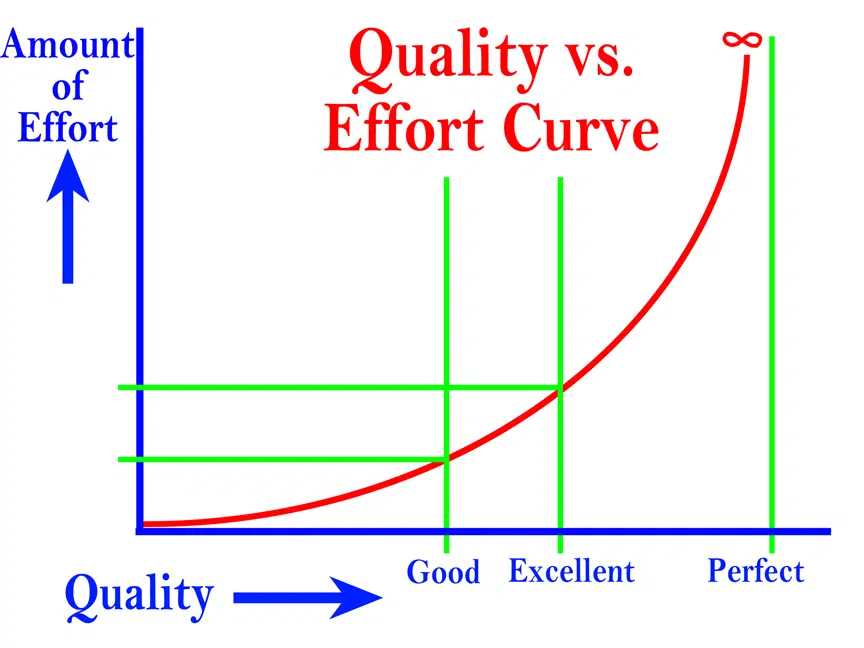 Amount
of
Effort
Quality vs.
Effort Curve
∞
Good
Excellent
Perfect
Quality